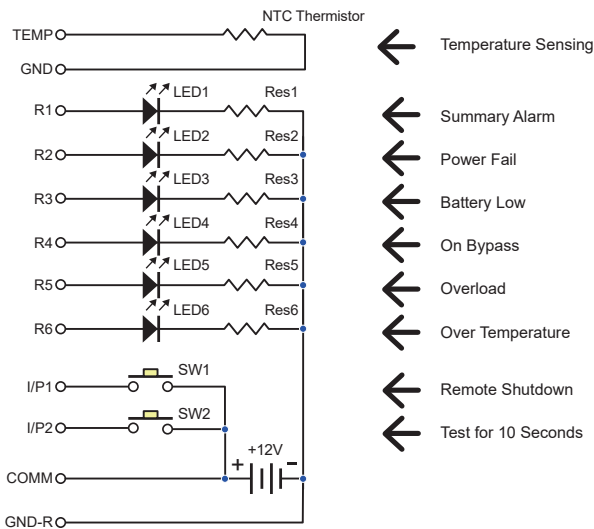 NTC Thermistor
TEMP
Temperature Sensing
GND
R1 LED1 Res1 Summary Alarm
R2 LED2 Res2 Power Fail
R3 LED3 Res3 Battery Low
R4 LED4 Res4 On Bypass
R5 LED5 Res5 Overload
R6 LED6 Res6 Over Temperature
I/P1 SW1 Remote Shutdown
I/P2 SW2 Test for 10 Seconds
+12V
+ -
COMM
GND-R